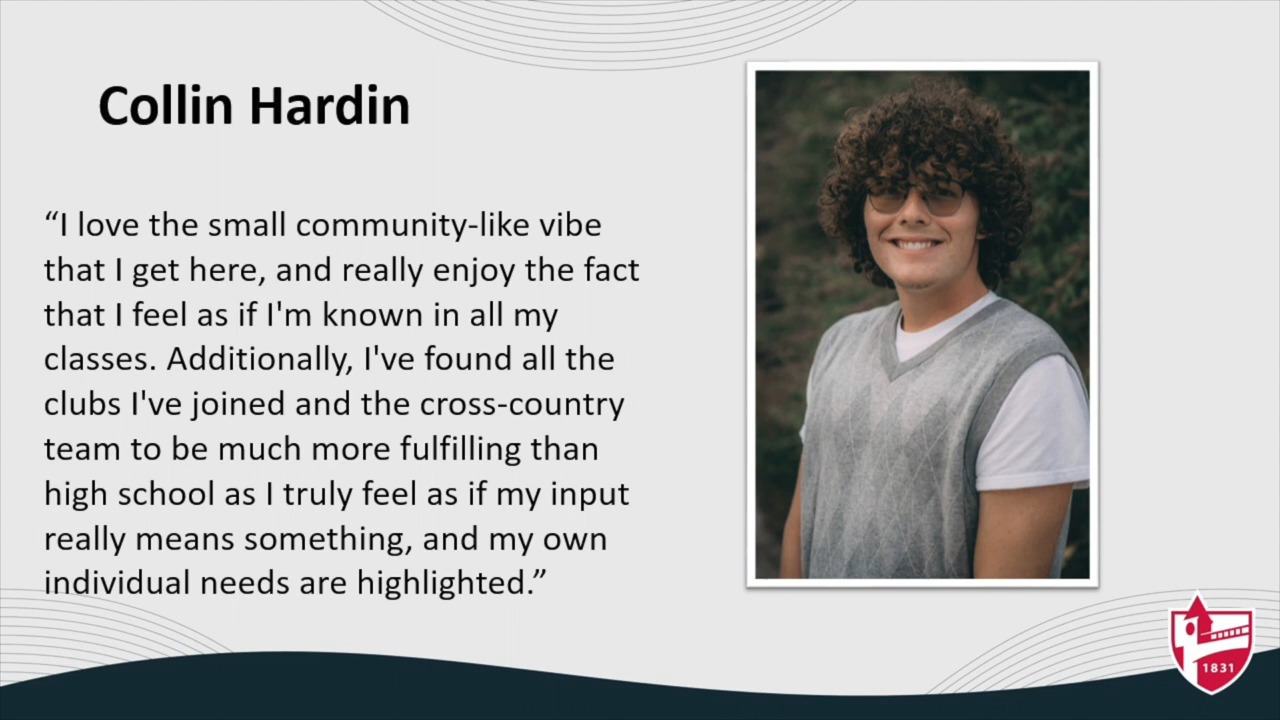 Collin Hardin
“I love the small community-like vibe
that I get here, and really enjoy the fact
that I feel as if I'm known in all my
classes. Additionally, I've found all the
clubs I've joined and the cross-country
team to be much more fulfilling than
high school as I truly feel as if my input
really means something, and my own
individual needs are highlighted.”
1831